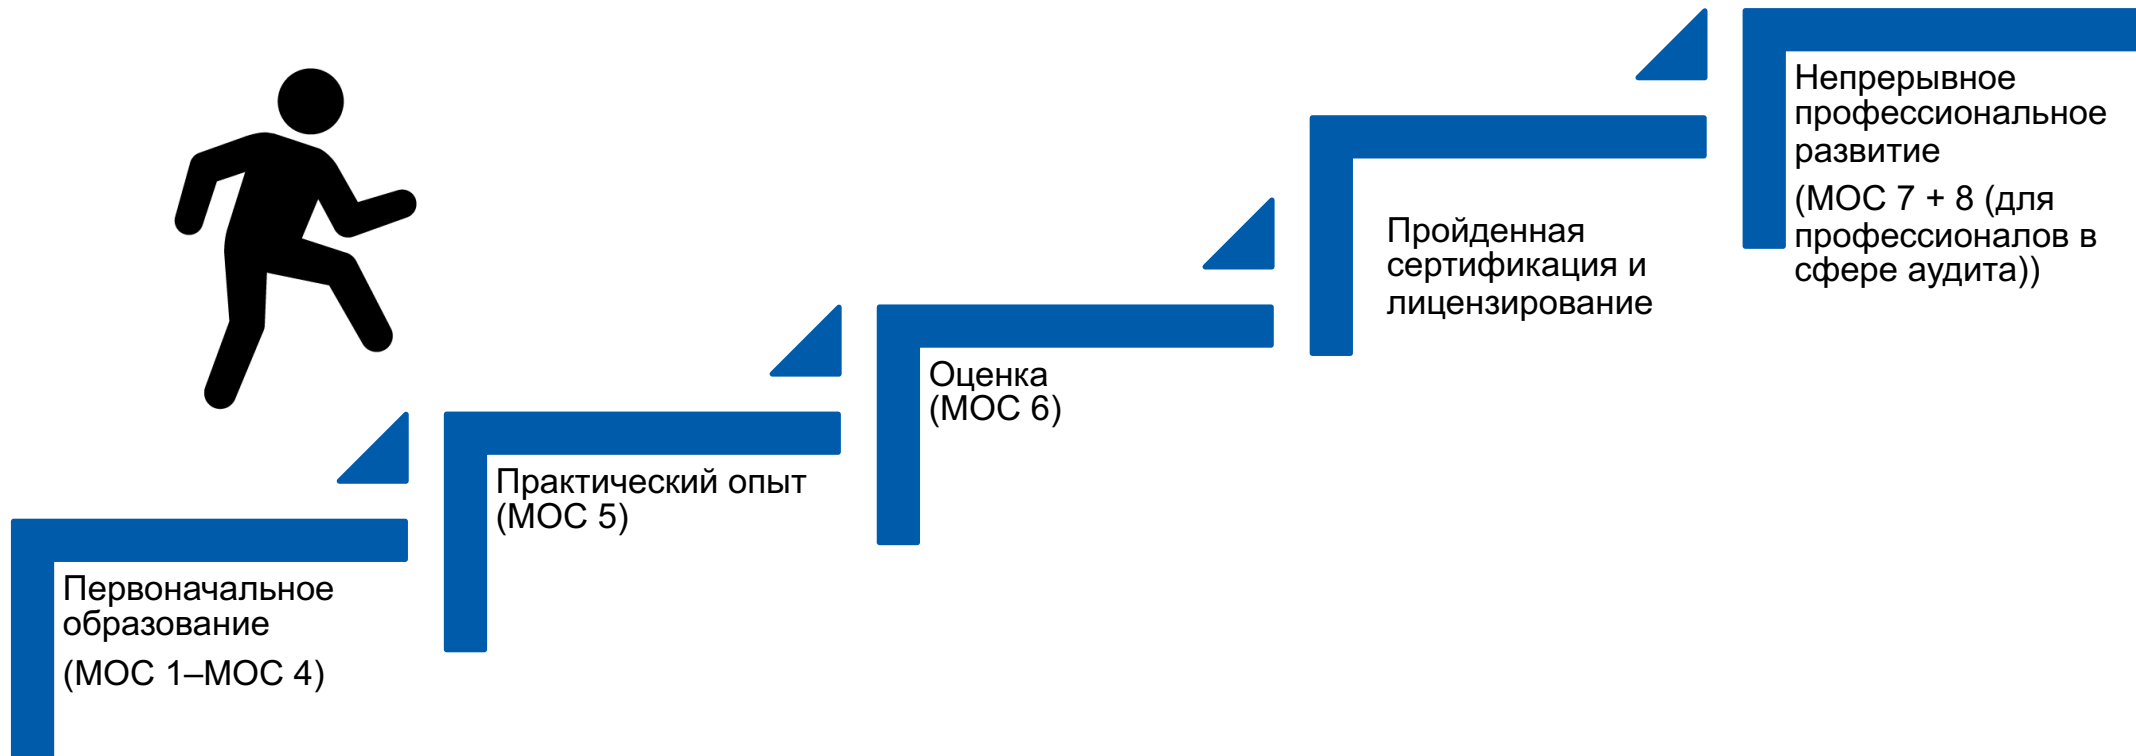 Первоначальное
образование
(МОС 1–МОС 4)
Практический опыт
(МОС 5)
Оценка
(МОС 6)
Пройденная
сертификация и
лицензирование
Непрерывное
профессиональное
развитие
(МОС 7 + 8 (для
профессионалов в
сфере аудита))